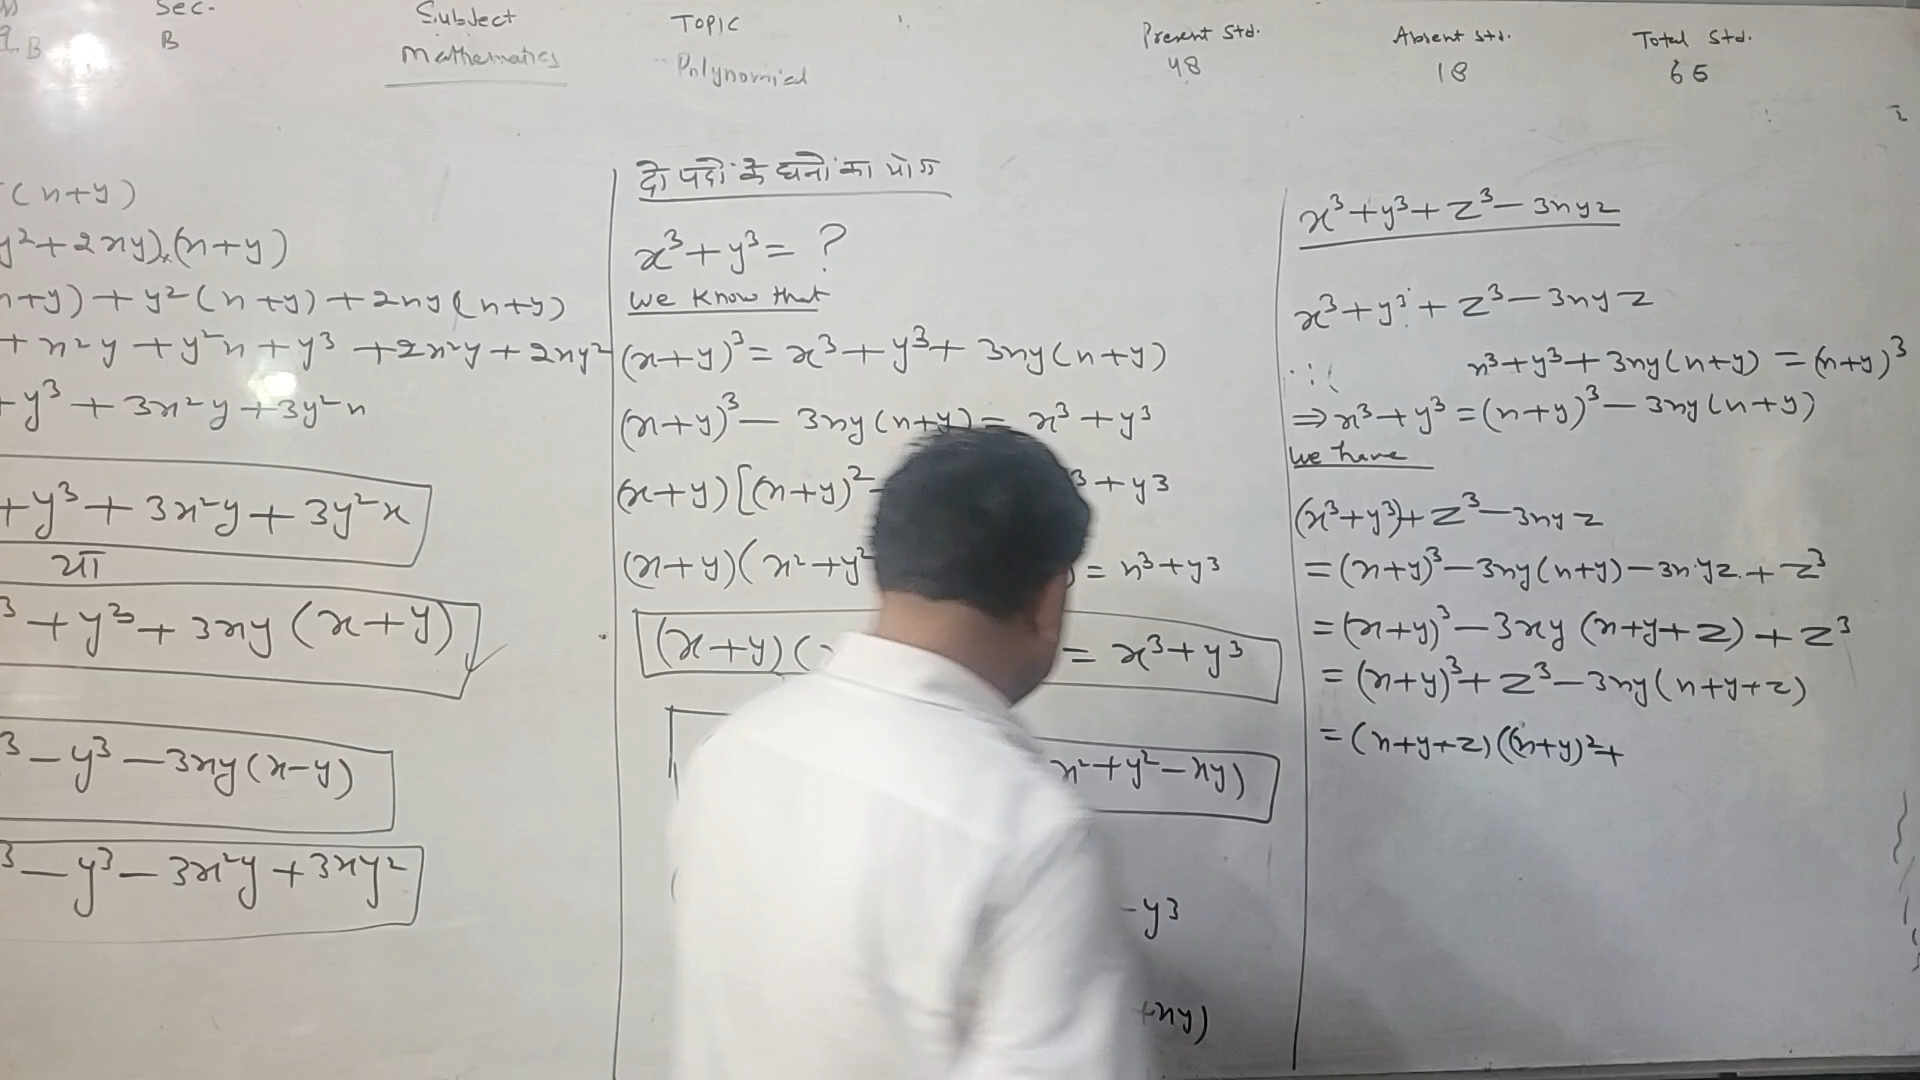 Sec.
B
B
Subject
Mathematics
TOPIC
Polynomial
Present Std.
48
Absent Std.
18
Total Std.
66
(x+y)
y²+2xy)×(x+y)
x+y)+y²(x+y)+2xy(x+y)
+x²y+y²x+y³+2x²y+2xy²
y³+3x²y+3y²x
+y³+3x²y+3y²x
या
³+y³+3xy(x+y)
³-y³-3xy(x-y)
³-y³-3x²y+3xy²
दो पदों के घनों का योग
x³+y³=?
We know that
(x+y)³=x³+y³+3xy(x+y)
(x+y)³-3xy(x+y)=x³+y³
(x+y)[(x+y)²- ³+y³
(x+y)(x²+y² )=x³+y³
(x+y)( =x³+y³
x²+y²-xy)
-y³
+xy)
x³+y³+z³-3xyz
x³+y³+z³-3xyz
∵ x³+y³+3xy(x+y)=(x+y)³
⇒x³+y³=(x+y)³-3xy(x+y)
We have
(x³+y³)+z³-3xyz
=(x+y)³-3xy(x+y)-3xyz+z³
=(x+y)³-3xy(x+y+z)+z³
=(x+y)³+z³-3xy(x+y+z)
=(x+y+z)((x+y)²+